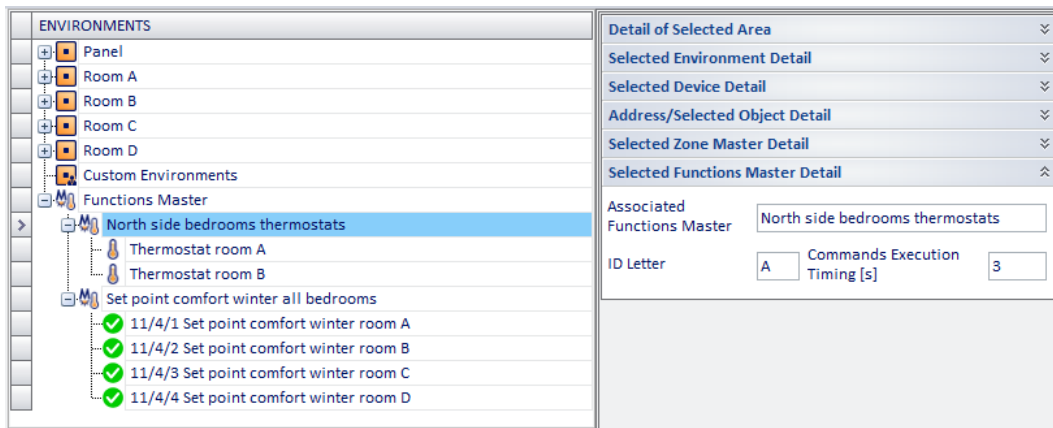 ENVIRONMENTS
Panel
Room A
Room B
Room C
Room D
Custom Environments
Functions Master
North side bedrooms thermostats
Thermostat room A
Thermostat room B
Set point comfort winter all bedrooms
11/4/1 Set point comfort winter room A
11/4/2 Set point comfort winter room B
11/4/3 Set point comfort winter room C
11/4/4 Set point comfort winter room D
Detail of Selected Area
Selected Environment Detail
Selected Device Detail
Address/Selected Object Detail
Selected Zone Master Detail
Selected Functions Master Detail
Associated
Functions Master
North side bedrooms thermostats
ID Letter
A
Commands Execution
Timing [s]
3